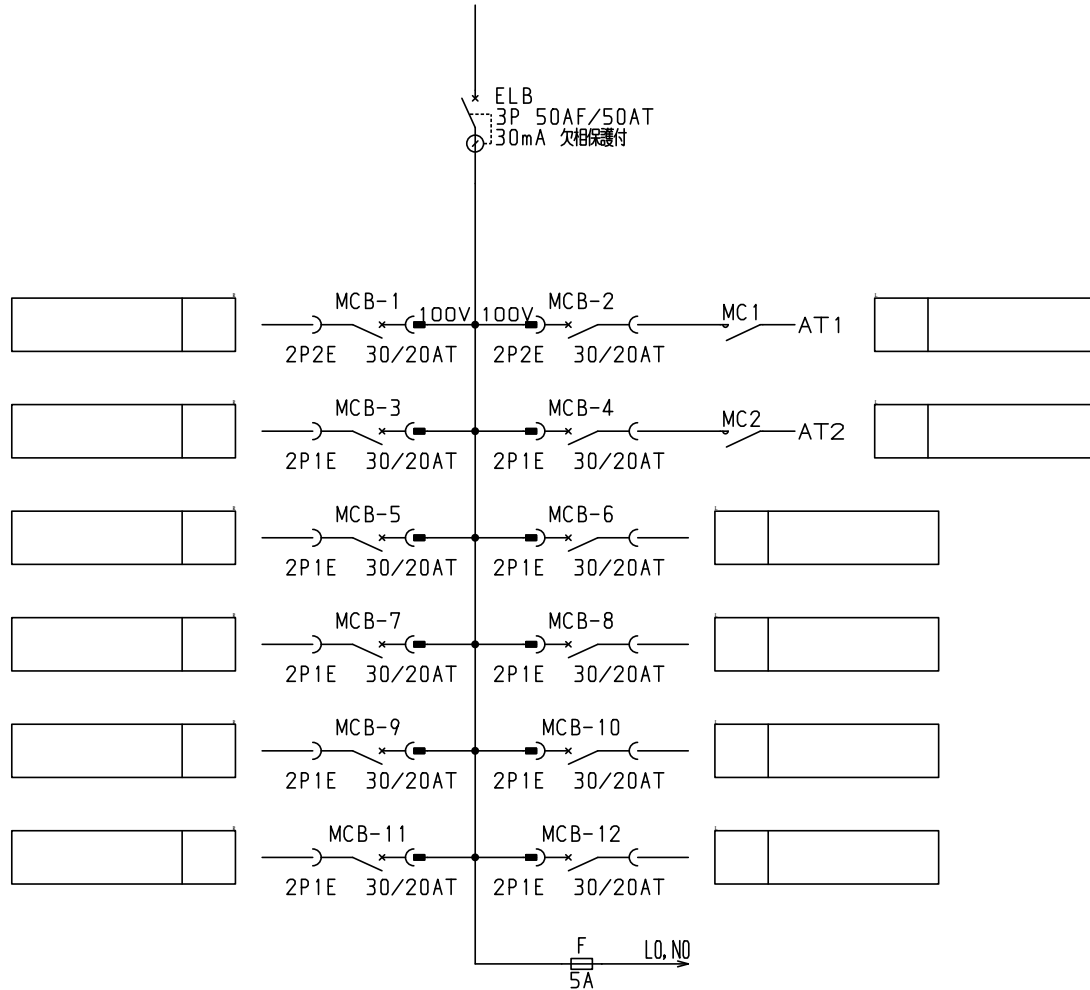 ELB
3P 50AF/50AT
30mA 欠相保護付
MCB-1
100V
100V
MCB-2
MC1
AT1
2P2E 30/20AT
2P2E 30/20AT
MCB-3
MCB-4
MC2
AT2
2P1E 30/20AT
2P1E 30/20AT
MCB-5
MCB-6
2P1E 30/20AT
2P1E 30/20AT
MCB-7
MCB-8
2P1E 30/20AT
2P1E 30/20AT
MCB-9
MCB-10
2P1E 30/20AT
2P1E 30/20AT
MCB-11
MCB-12
2P1E 30/20AT
2P1E 30/20AT
F
L0,N0
5A